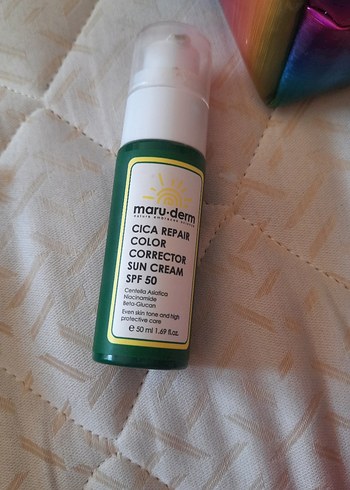 maru·derm
CICA REPAIR
COLOR
CORRECTOR
SUN CREAM
SPF 50
Centella Asiatica
Niacinamide
Beta-Glucan
Even skin tone and high
protective care
e 50 ml 1.69 fl.oz.